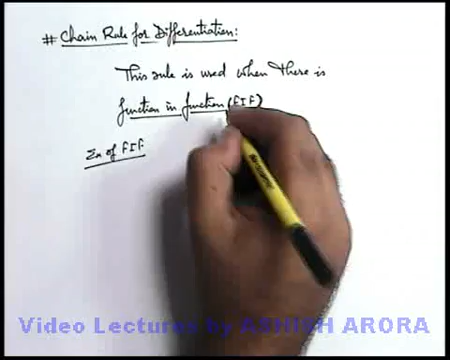 # Chain Rule for Differentiation:
This rule is used when there is
function in function (FIF)
Ex of FIF
Video Lectures by ASHISH ARORA